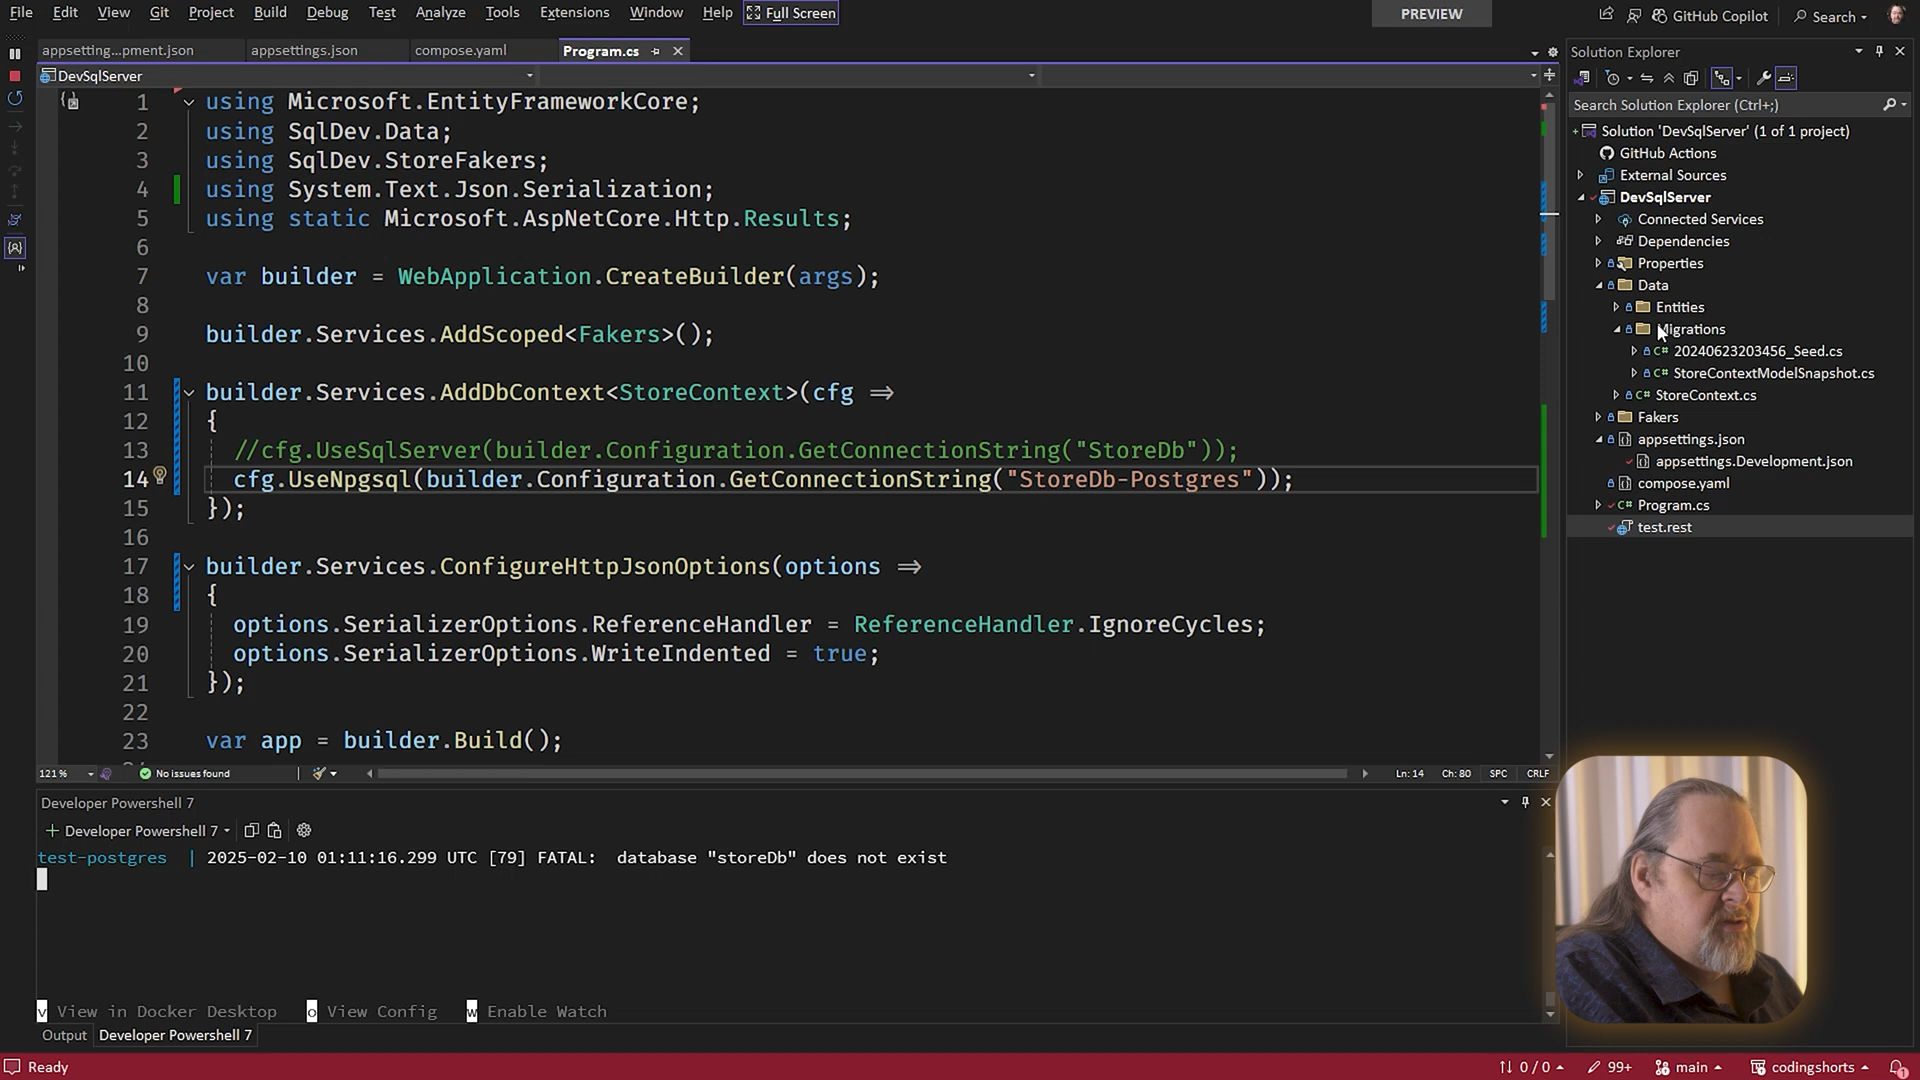 File Edit View Git Project Build Debug Test Analyze Tools Extensions Window Help Full Screen PREVIEW GitHub Copilot Search
appsetting...pment.json appsettings.json compose.yaml Program.cs
DevSqlServer
1 using Microsoft.EntityFrameworkCore;
2 using SqlDev.Data;
3 using SqlDev.StoreFakers;
4 using System.Text.Json.Serialization;
5 using static Microsoft.AspNetCore.Http.Results;
6
7 var builder = WebApplication.CreateBuilder(args);
8
9 builder.Services.AddScoped<Fakers>();
10
11 builder.Services.AddDbContext<StoreContext>(cfg =>
12 {
13 //cfg.UseSqlServer(builder.Configuration.GetConnectionString("StoreDb"));
14 cfg.UseNpgsql(builder.Configuration.GetConnectionString("StoreDb-Postgres"));
15 });
16
17 builder.Services.ConfigureHttpJsonOptions(options =>
18 {
19 options.SerializerOptions.ReferenceHandler = ReferenceHandler.IgnoreCycles;
20 options.SerializerOptions.WriteIndented = true;
21 });
22
23 var app = builder.Build();
121 % No issues found Ln: 14 Ch: 80 SPC CRLF
Developer Powershell 7
Developer Powershell 7
test-postgres | 2025-02-10 01:11:16.299 UTC [79] FATAL: database "storeDb" does not exist
v View in Docker Desktop o View Config w Enable Watch
Output Developer Powershell 7
Solution Explorer
Search Solution Explorer (Ctrl+;)
Solution 'DevSqlServer' (1 of 1 project)
GitHub Actions
External Sources
DevSqlServer
Connected Services
Dependencies
Properties
Data
Entities
Migrations
20240623203456_Seed.cs
StoreContextModelSnapshot.cs
StoreContext.cs
Fakers
appsettings.json
appsettings.Development.json
compose.yaml
Program.cs
test.rest
Ready 0 / 0 99+ main codingshorts 1